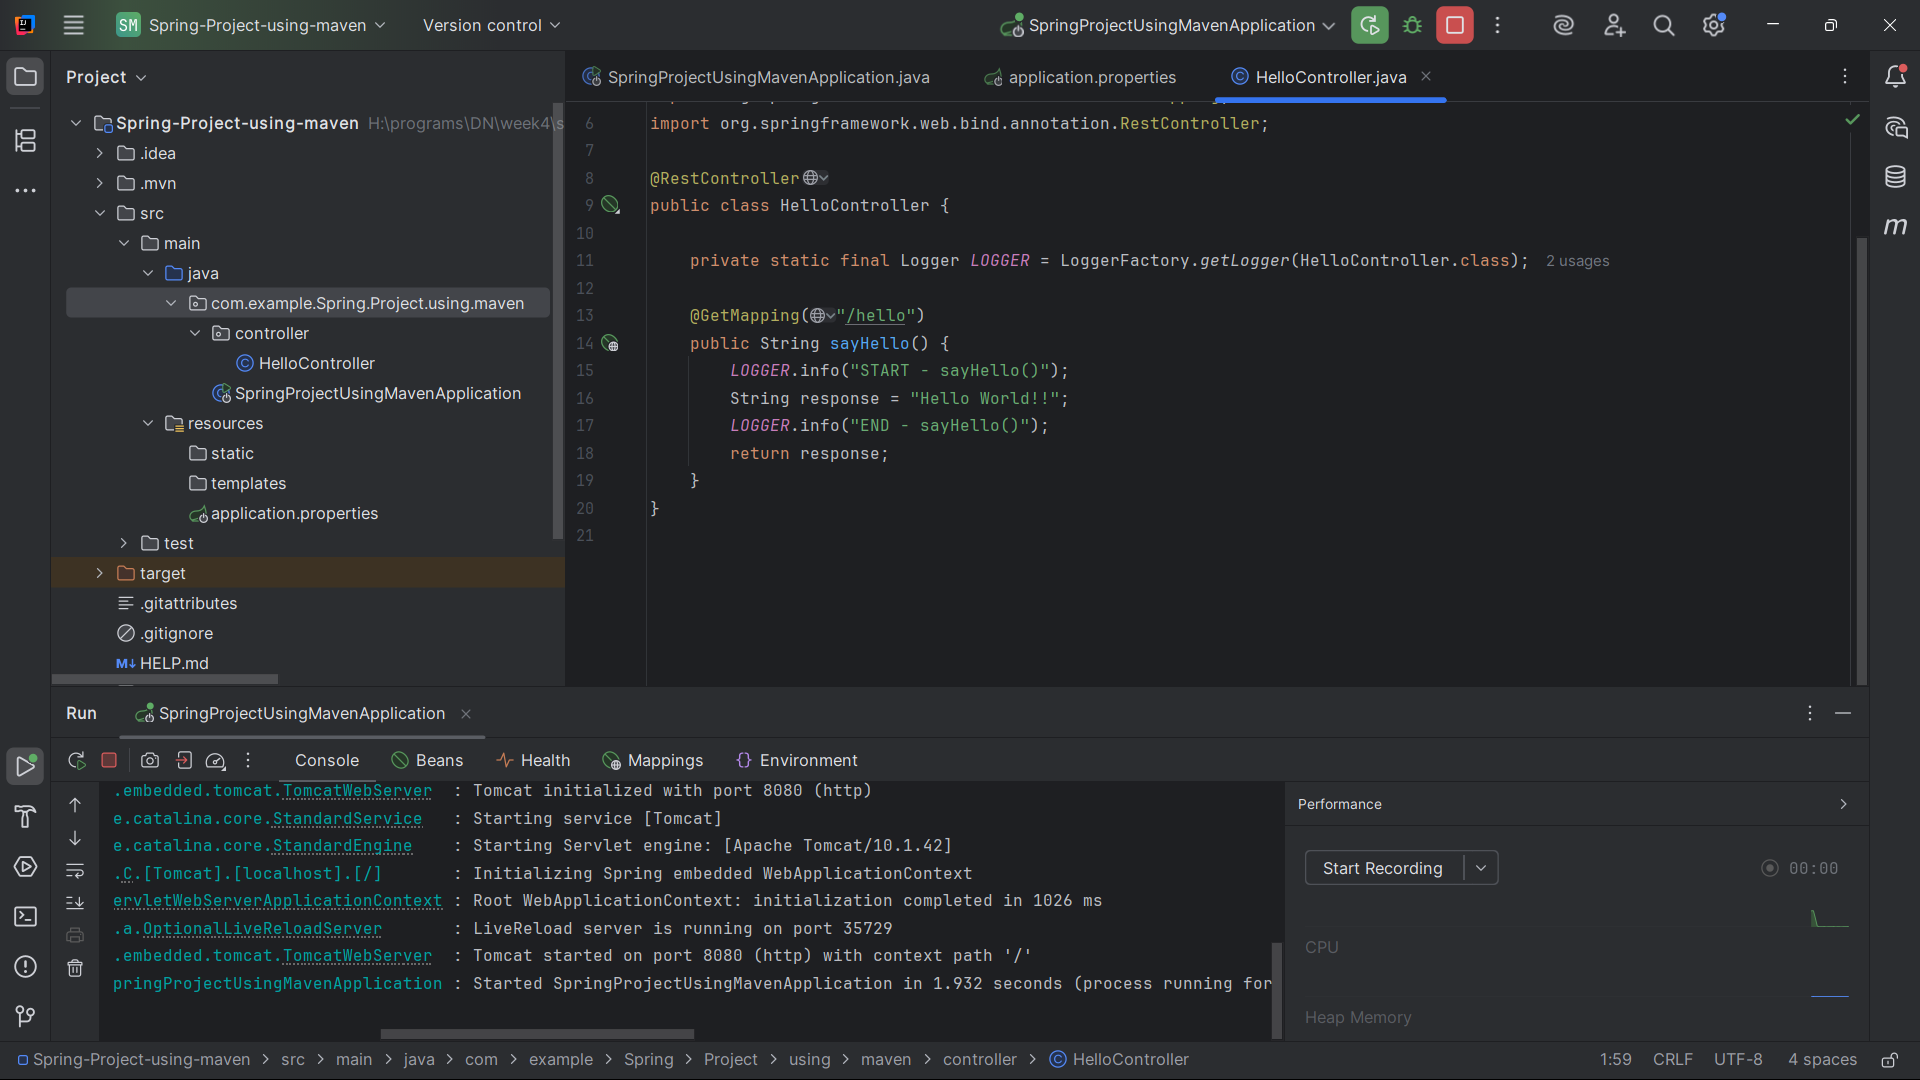 SM Spring-Project-using-maven Version control SpringProjectUsingMavenApplication
Project
Spring-Project-using-maven H:\programs\DN\week4\s
.idea
.mvn
src
main
java
com.example.Spring.Project.using.maven
controller
HelloController
SpringProjectUsingMavenApplication
resources
static
templates
application.properties
test
target
.gitattributes
.gitignore
M↓ HELP.md
SpringProjectUsingMavenApplication.java application.properties HelloController.java
6 import org.springframework.web.bind.annotation.RestController;
7
8 @RestController
9 public class HelloController {
10
11 private static final Logger LOGGER = LoggerFactory.getLogger(HelloController.class); 2 usages
12
13 @GetMapping("/hello")
14 public String sayHello() {
15 LOGGER.info("START - sayHello()");
16 String response = "Hello World!!";
17 LOGGER.info("END - sayHello()");
18 return response;
19 }
20 }
21
m
Run SpringProjectUsingMavenApplication
Console Beans Health Mappings Environment
.embedded.tomcat.TomcatWebServer : Tomcat initialized with port 8080 (http)
e.catalina.core.StandardService : Starting service [Tomcat]
e.catalina.core.StandardEngine : Starting Servlet engine: [Apache Tomcat/10.1.42]
.C.[Tomcat].[localhost].[/] : Initializing Spring embedded WebApplicationContext
ervletWebServerApplicationContext : Root WebApplicationContext: initialization completed in 1026 ms
.a.OptionalLiveReloadServer : LiveReload server is running on port 35729
.embedded.tomcat.TomcatWebServer : Tomcat started on port 8080 (http) with context path '/'
pringProjectUsingMavenApplication : Started SpringProjectUsingMavenApplication in 1.932 seconds (process running for
Performance
Start Recording 00:00
CPU
Heap Memory
Spring-Project-using-maven > src > main > java > com > example > Spring > Project > using > maven > controller > HelloController 1:59 CRLF UTF-8 4 spaces